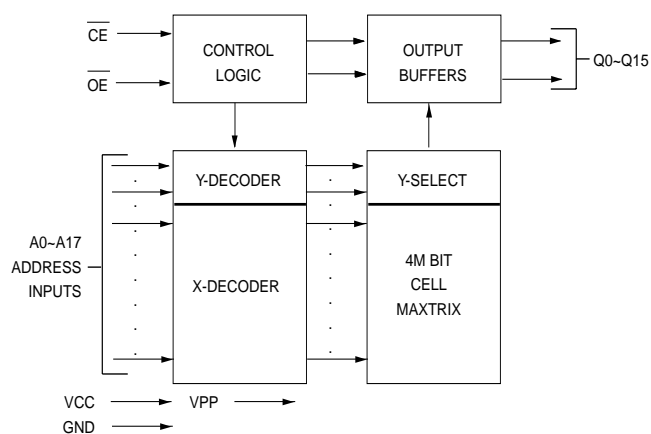 CE
OE
CONTROL
LOGIC
OUTPUT
BUFFERS
Q0~Q15
A0~A17
ADDRESS
INPUTS
Y-DECODER
Y-SELECT
X-DECODER
4M BIT
CELL
MAXTRIX
VCC
VPP
GND